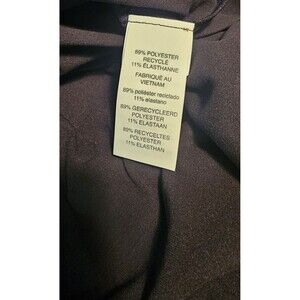 89% POLYESTER
RECYCLÉ
11% ÉLASTHANNE
FABRIQUÉ AU
VIETNAM
89% poliéster reciclado
11% elastano
89% GERECYCLEERD
POLYESTER
11% ELASTAAN
89% RECYCELTES
POLYESTER
11% ELASTHAN